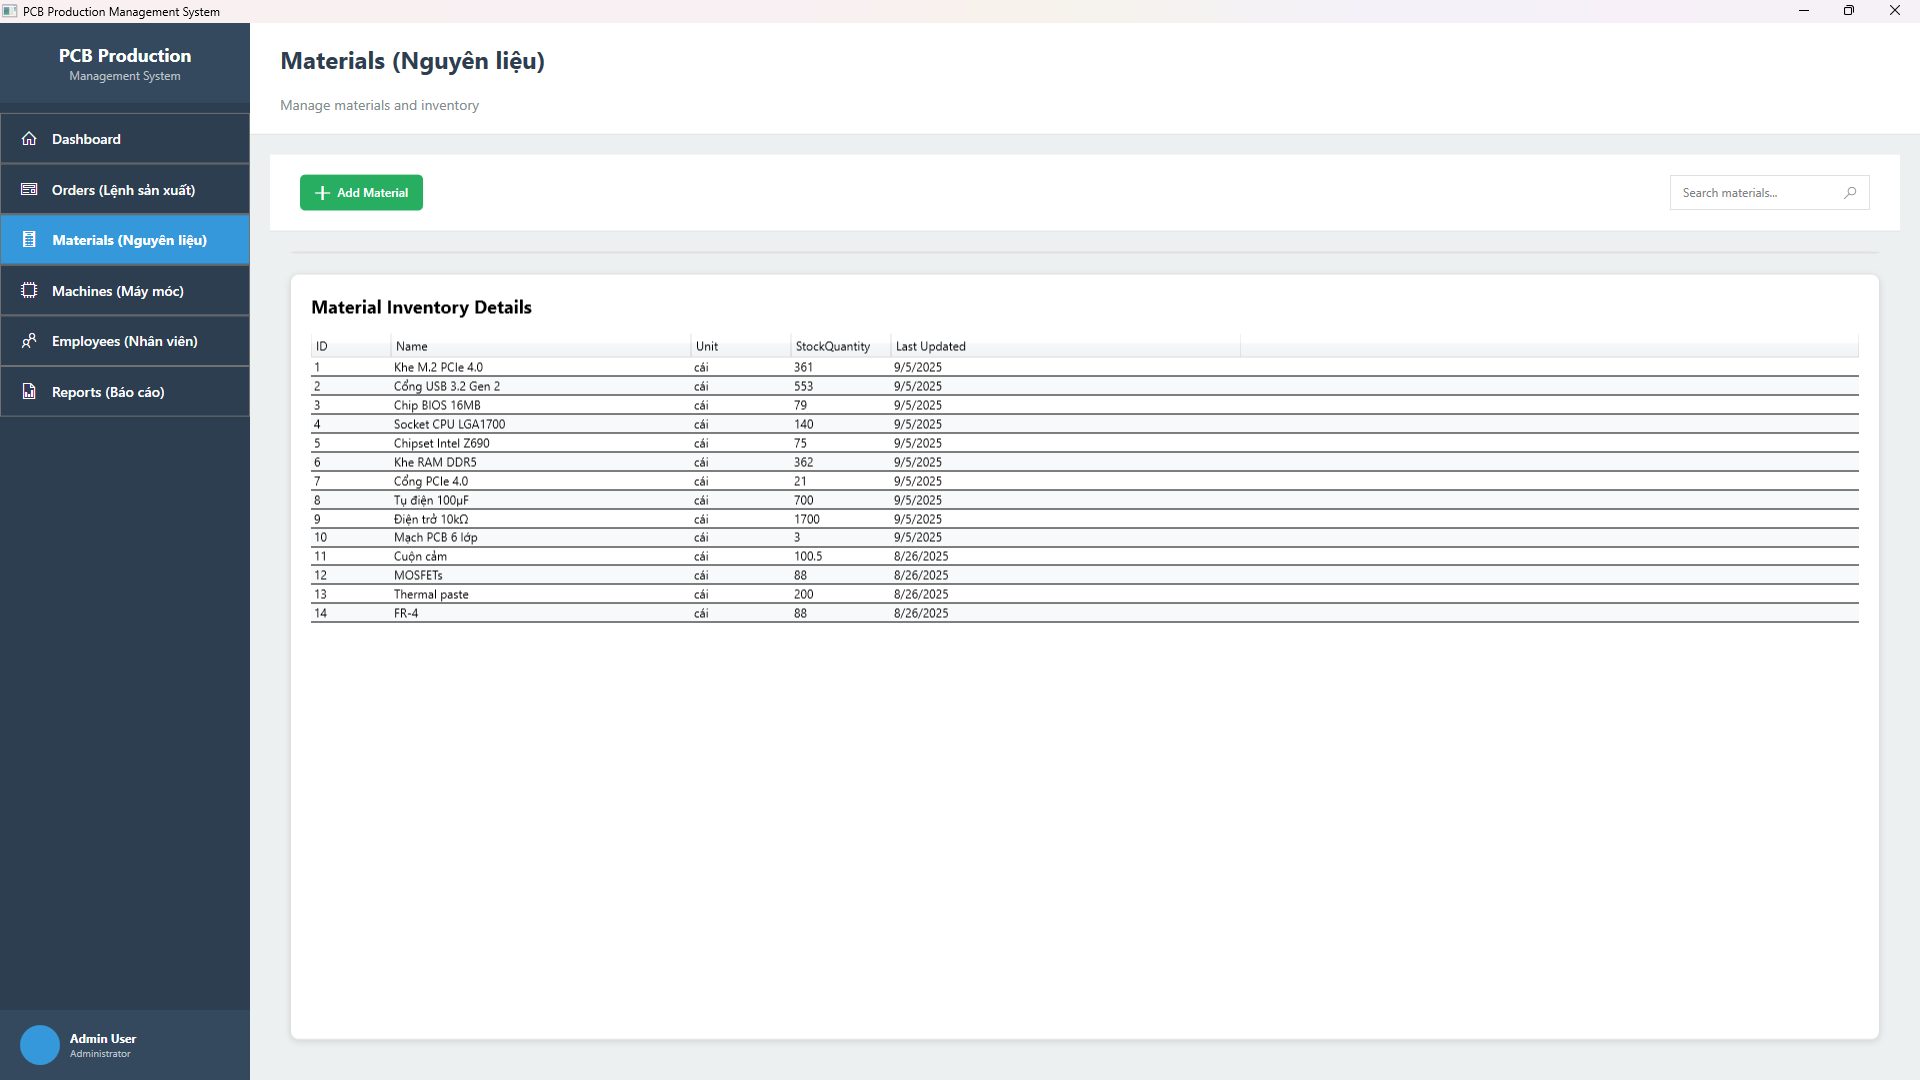 PCB Production Management System
PCB Production
Management System
Dashboard
Orders (Lệnh sản xuất)
Materials (Nguyên liệu)
Machines (Máy móc)
Employees (Nhân viên)
Reports (Báo cáo)
Admin User
Administrator
Materials (Nguyên liệu)
Manage materials and inventory
Add Material
Search materials...
Material Inventory Details
ID Name Unit StockQuantity Last Updated
1 Khe M.2 PCIe 4.0 cái 361 9/5/2025
2 Cổng USB 3.2 Gen 2 cái 553 9/5/2025
3 Chip BIOS 16MB cái 79 9/5/2025
4 Socket CPU LGA1700 cái 140 9/5/2025
5 Chipset Intel Z690 cái 75 9/5/2025
6 Khe RAM DDR5 cái 362 9/5/2025
7 Cổng PCIe 4.0 cái 21 9/5/2025
8 Tụ điện 100μF cái 700 9/5/2025
9 Điện trở 10kΩ cái 1700 9/5/2025
10 Mạch PCB 6 lớp cái 3 9/5/2025
11 Cuộn cảm cái 100.5 8/26/2025
12 MOSFETs cái 88 8/26/2025
13 Thermal paste cái 200 8/26/2025
14 FR-4 cái 88 8/26/2025